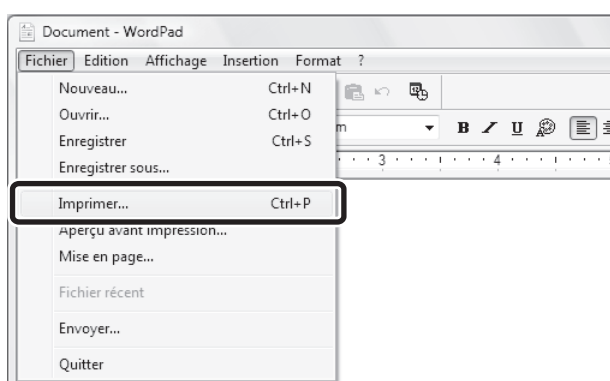 Document - WordPad
Fichier Edition Affichage Insertion Format ?
Nouveau... Ctrl+N
Ouvrir... Ctrl+O
Enregistrer Ctrl+S
Enregistrer sous...
Imprimer... Ctrl+P
Aperçu avant impression...
Mise en page...
Fichier récent
Envoyer...
Quitter
m
B I U
3 4